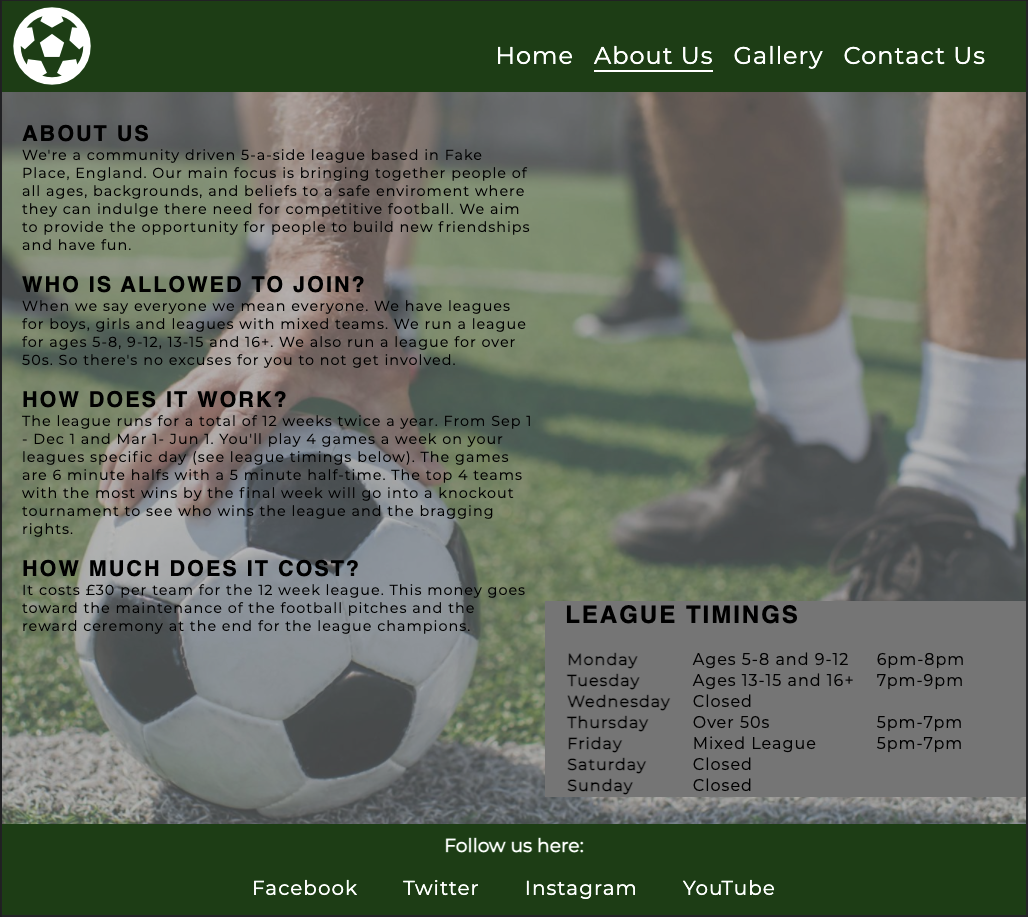 Home About Us Gallery Contact Us
ABOUT US
We're a community driven 5-a-side league based in Fake
Place, England. Our main focus is bringing together people of
all ages, backgrounds, and beliefs to a safe enviroment where
they can indulge there need for competitive football. We aim
to provide the opportunity for people to build new friendships
and have fun.
WHO IS ALLOWED TO JOIN?
When we say everyone we mean everyone. We have leagues
for boys, girls and leagues with mixed teams. We run a league
for ages 5-8, 9-12, 13-15 and 16+. We also run a league for over
50s. So there's no excuses for you to not get involved.
HOW DOES IT WORK?
The league runs for a total of 12 weeks twice a year. From Sep 1
- Dec 1 and Mar 1- Jun 1. You'll play 4 games a week on your
leagues specific day (see league timings below). The games
are 6 minute halfs with a 5 minute half-time. The top 4 teams
with the most wins by the final week will go into a knockout
tournament to see who wins the league and the bragging
rights.
HOW MUCH DOES IT COST?
It costs £30 per team for the 12 week league. This money goes
toward the maintenance of the football pitches and the
reward ceremony at the end for the league champions.
LEAGUE TIMINGS
Monday Ages 5-8 and 9-12 6pm-8pm
Tuesday Ages 13-15 and 16+ 7pm-9pm
Wednesday Closed
Thursday Over 50s 5pm-7pm
Friday Mixed League 5pm-7pm
Saturday Closed
Sunday Closed
Follow us here:
Facebook Twitter Instagram YouTube